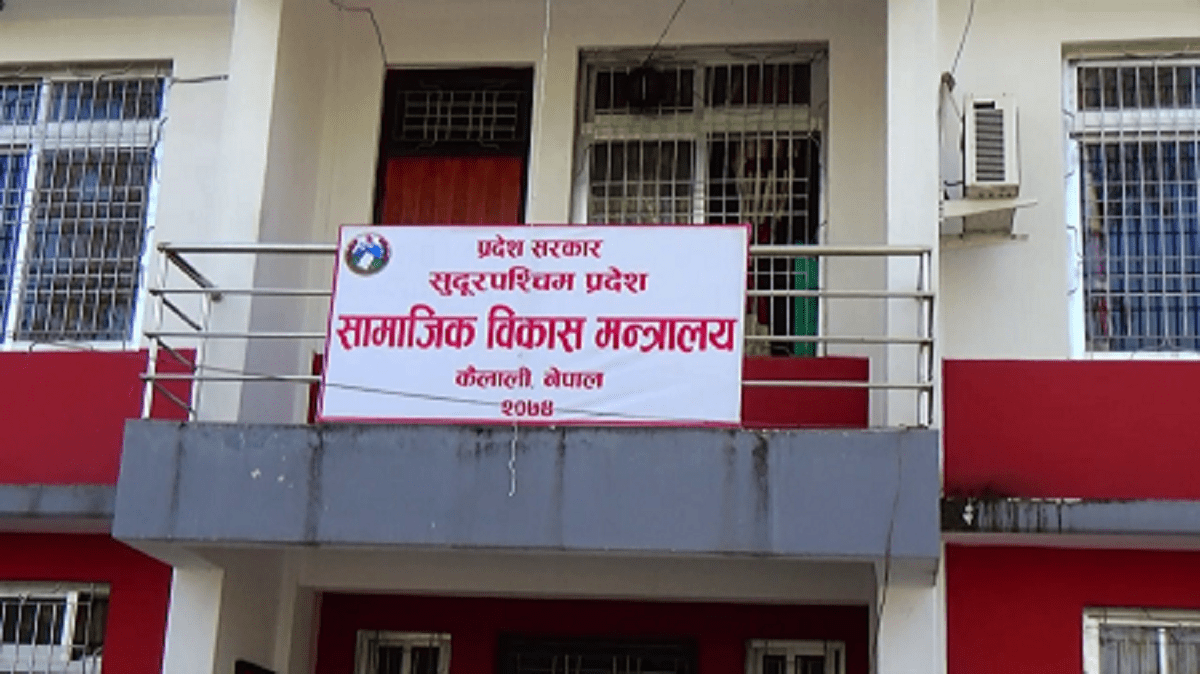 प्रदेश सरकार
सुदूरपश्चिम प्रदेश
सामाजिक विकास मन्त्रालय
कैलाली, नेपाल
२०७४